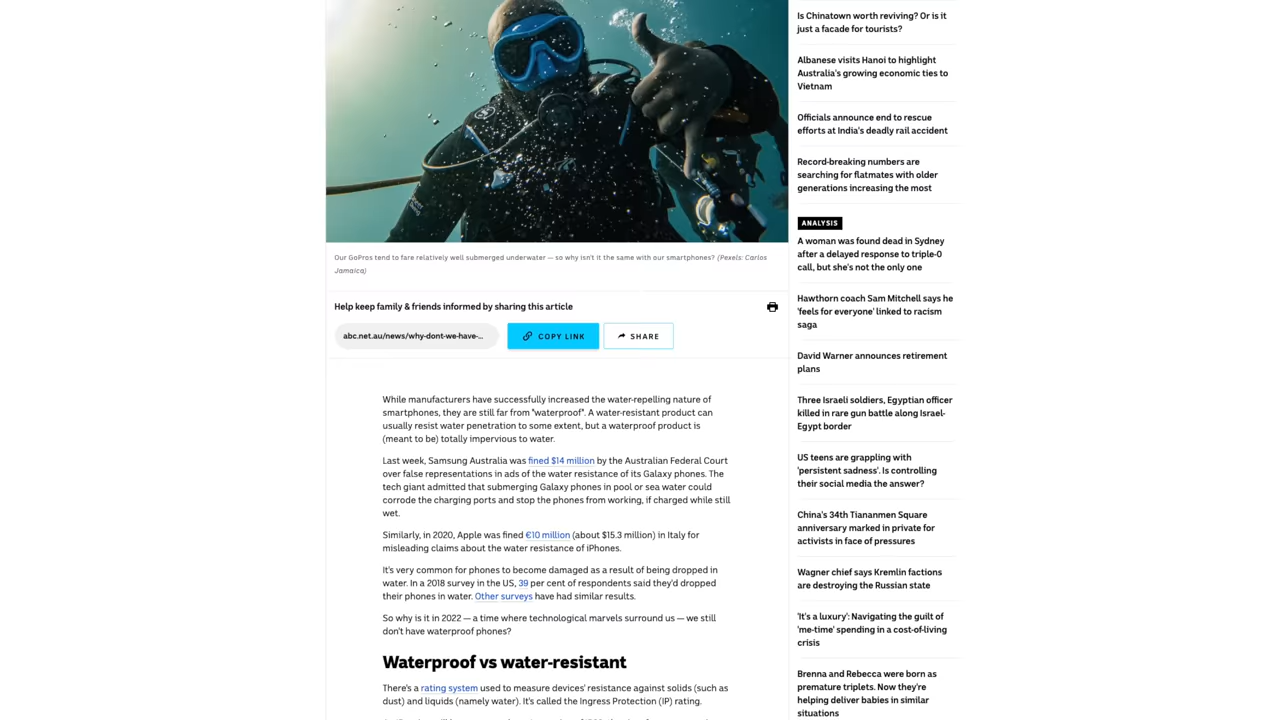 Our GoPros tend to fare relatively well submerged underwater — so why isn't it the same with our smartphones? (Pexels: Carlos
Jamaica)
Help keep family & friends informed by sharing this article
abc.net.au/news/why-dont-we-have-...
COPY LINK
SHARE
While manufacturers have successfully increased the water-repelling nature of
smartphones, they are still far from "waterproof". A water-resistant product can
usually resist water penetration to some extent, but a waterproof product is
(meant to be) totally impervious to water.
Last week, Samsung Australia was fined $14 million by the Australian Federal Court
over false representations in ads of the water resistance of its Galaxy phones. The
tech giant admitted that submerging Galaxy phones in pool or sea water could
corrode the charging ports and stop the phones from working, if charged while still
wet.
Similarly, in 2020, Apple was fined €10 million (about $15.3 million) in Italy for
misleading claims about the water resistance of iPhones.
It's very common for phones to become damaged as a result of being dropped in
water. In a 2018 survey in the US, 39 per cent of respondents said they'd dropped
their phones in water. Other surveys have had similar results.
So why is it in 2022 — a time where technological marvels surround us — we still
don't have waterproof phones?
Waterproof vs water-resistant
There's a rating system used to measure devices' resistance against solids (such as
dust) and liquids (namely water). It's called the Ingress Protection (IP) rating.
Is Chinatown worth reviving? Or is it
just a facade for tourists?
Albanese visits Hanoi to highlight
Australia's growing economic ties to
Vietnam
Officials announce end to rescue
efforts at India's deadly rail accident
Record-breaking numbers are
searching for flatmates with older
generations increasing the most
ANALYSIS
A woman was found dead in Sydney
after a delayed response to triple-0
call, but she's not the only one
Hawthorn coach Sam Mitchell says he
'feels for everyone' linked to racism
saga
David Warner announces retirement
plans
Three Israeli soldiers, Egyptian officer
killed in rare gun battle along Israel-
Egypt border
US teens are grappling with
'persistent sadness'. Is controlling
their social media the answer?
China's 34th Tiananmen Square
anniversary marked in private for
activists in face of pressures
Wagner chief says Kremlin factions
are destroying the Russian state
'It's a luxury': Navigating the guilt of
'me-time' spending in a cost-of-living
crisis
Brenna and Rebecca were born as
premature triplets. Now they're
helping deliver babies in similar
situations